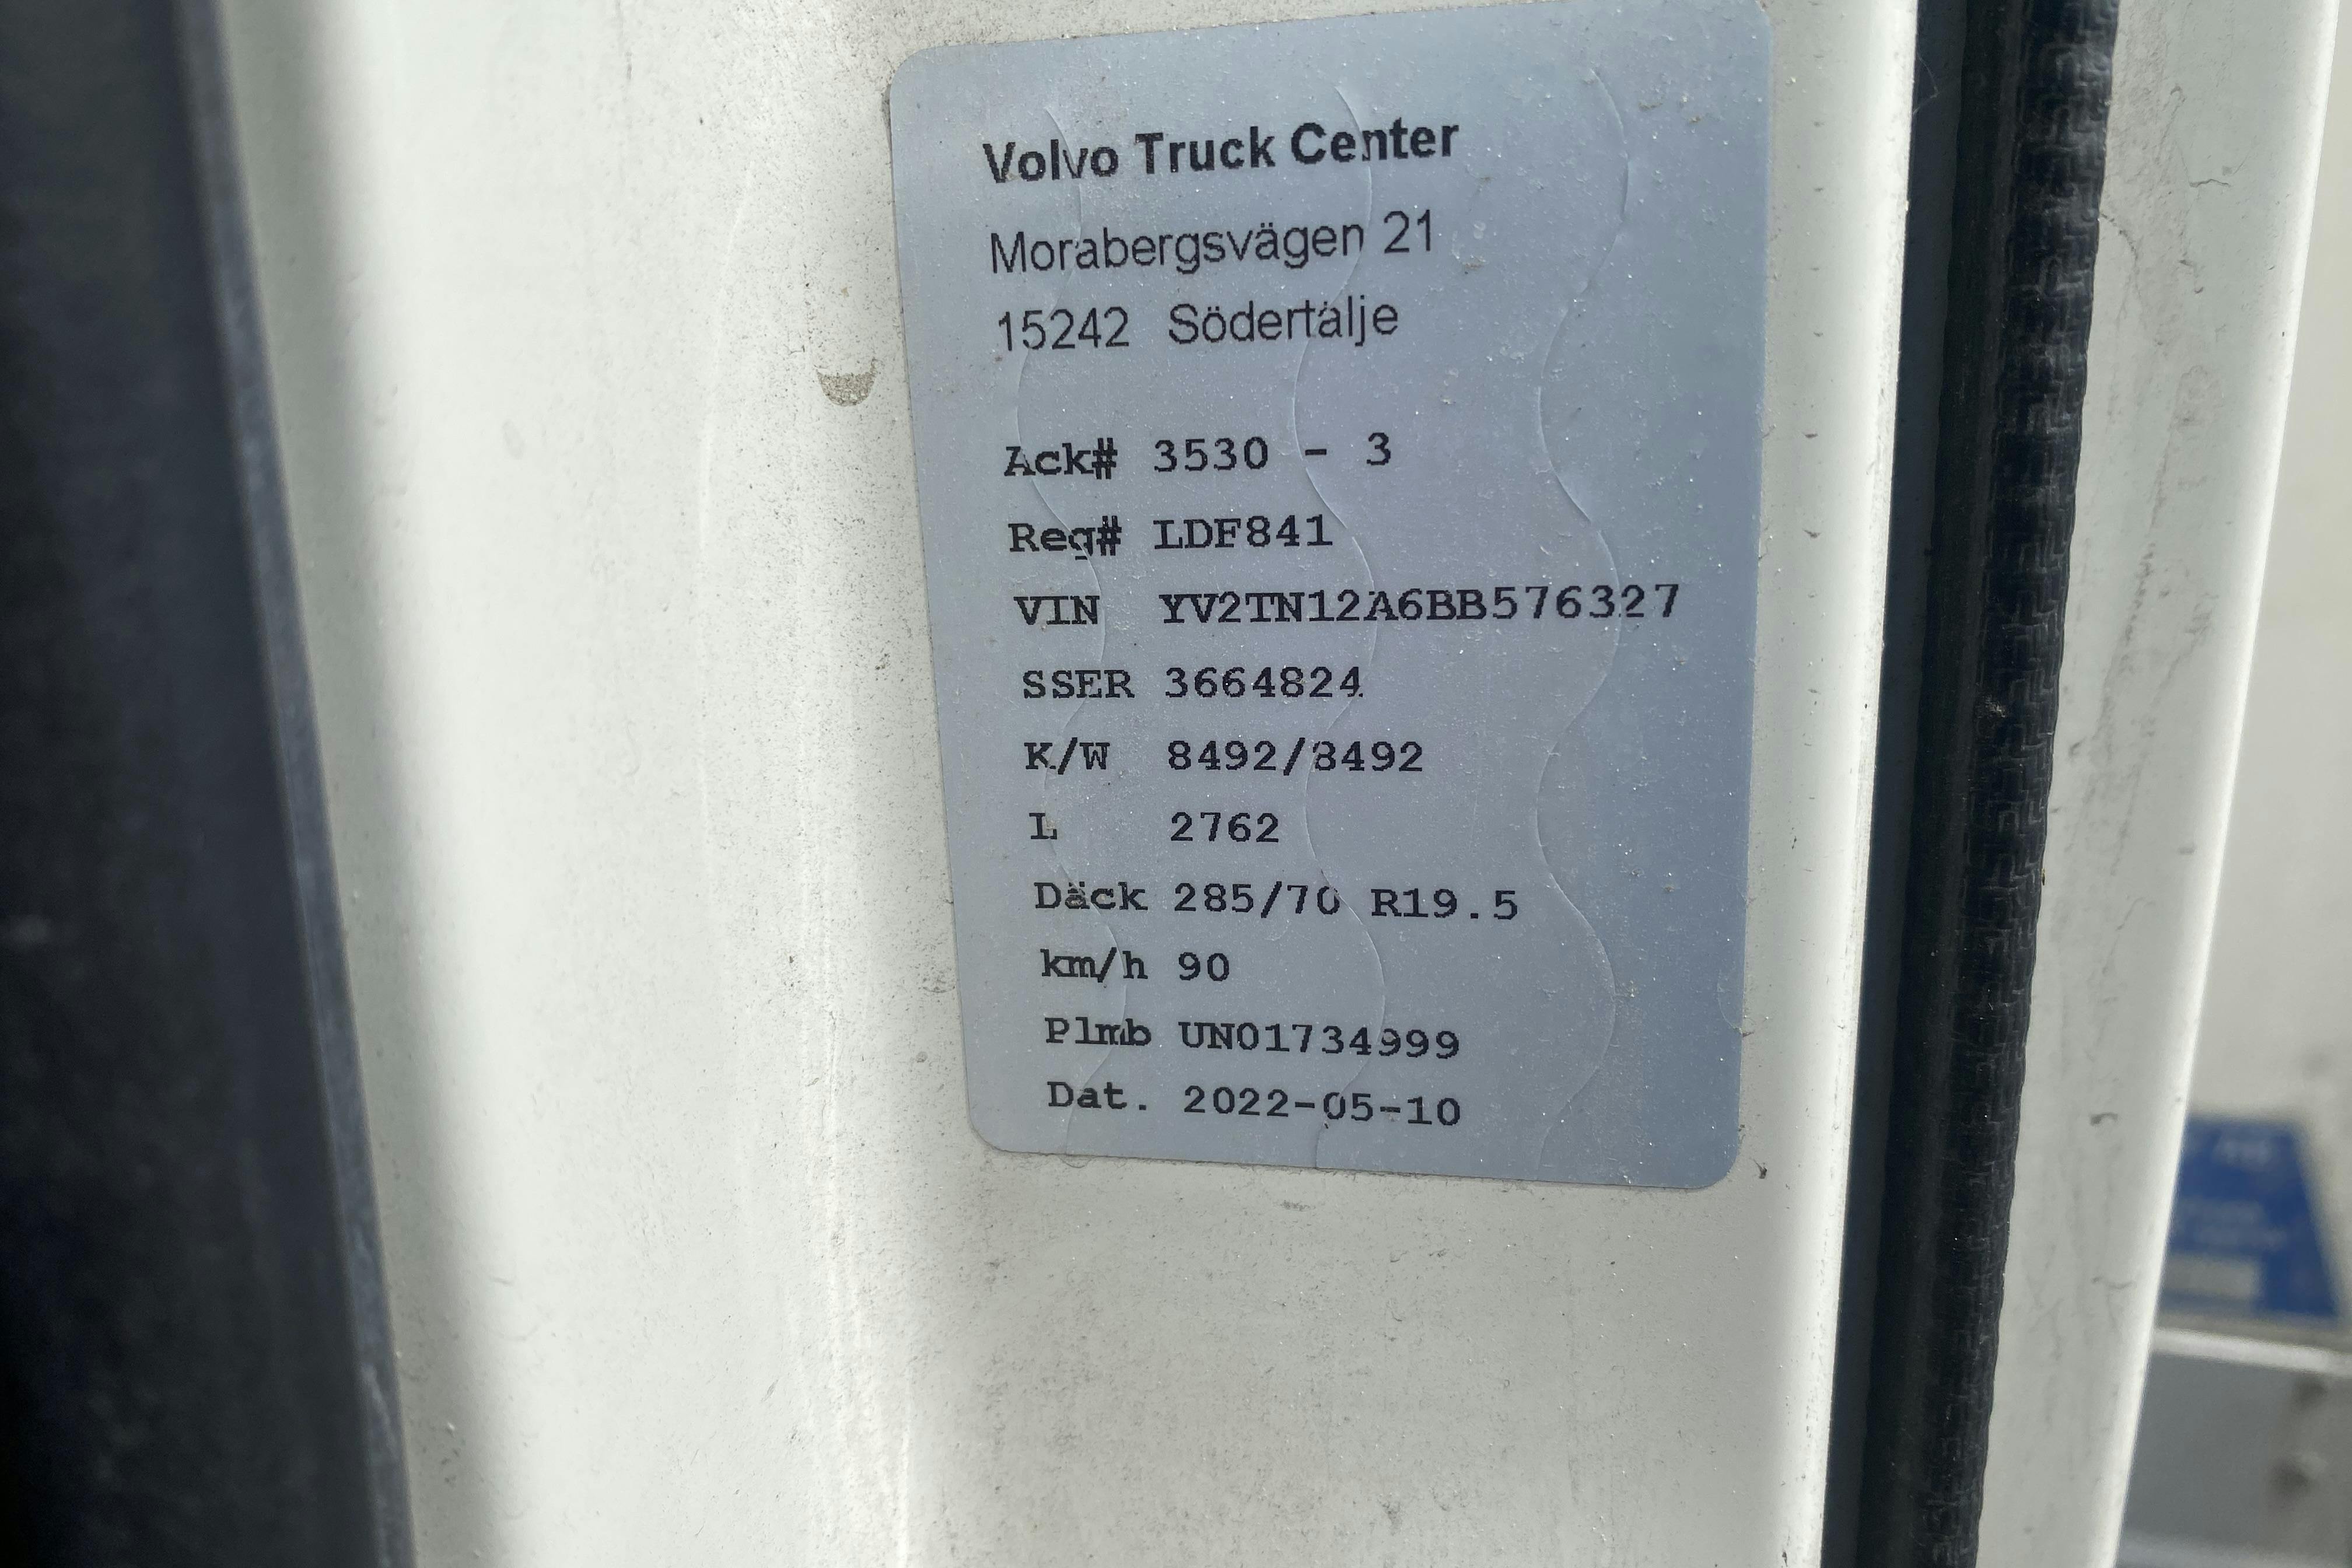 Volvo Truck Center
Morabergsvägen 21
15242 Södertälje
Ack# 3530 - 3
Reg# LDF841
VIN YV2TN12A6BB576327
SSER 3664824
K/W 8492/8492
L 2762
Däck 285/70 R19.5
km/h 90
Plmb UN01734999
Dat. 2022-05-10